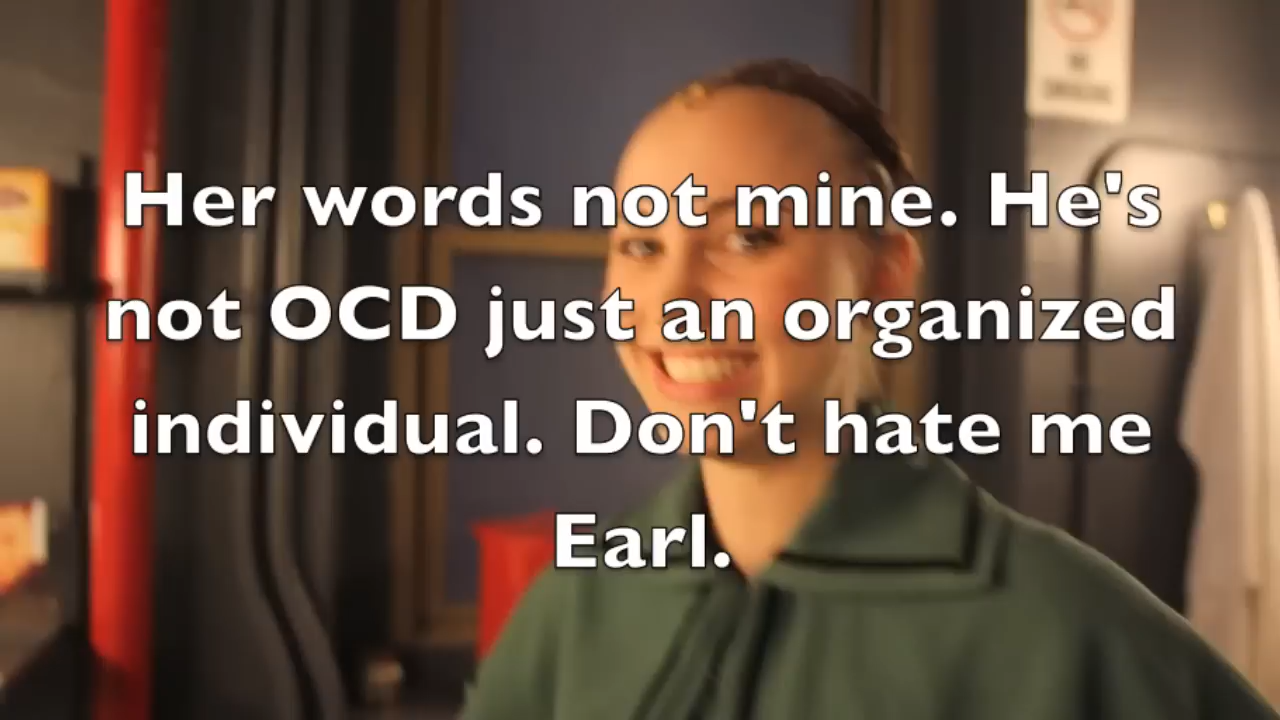 Her words not mine. He's
not OCD just an organized
individual. Don't hate me
Earl.